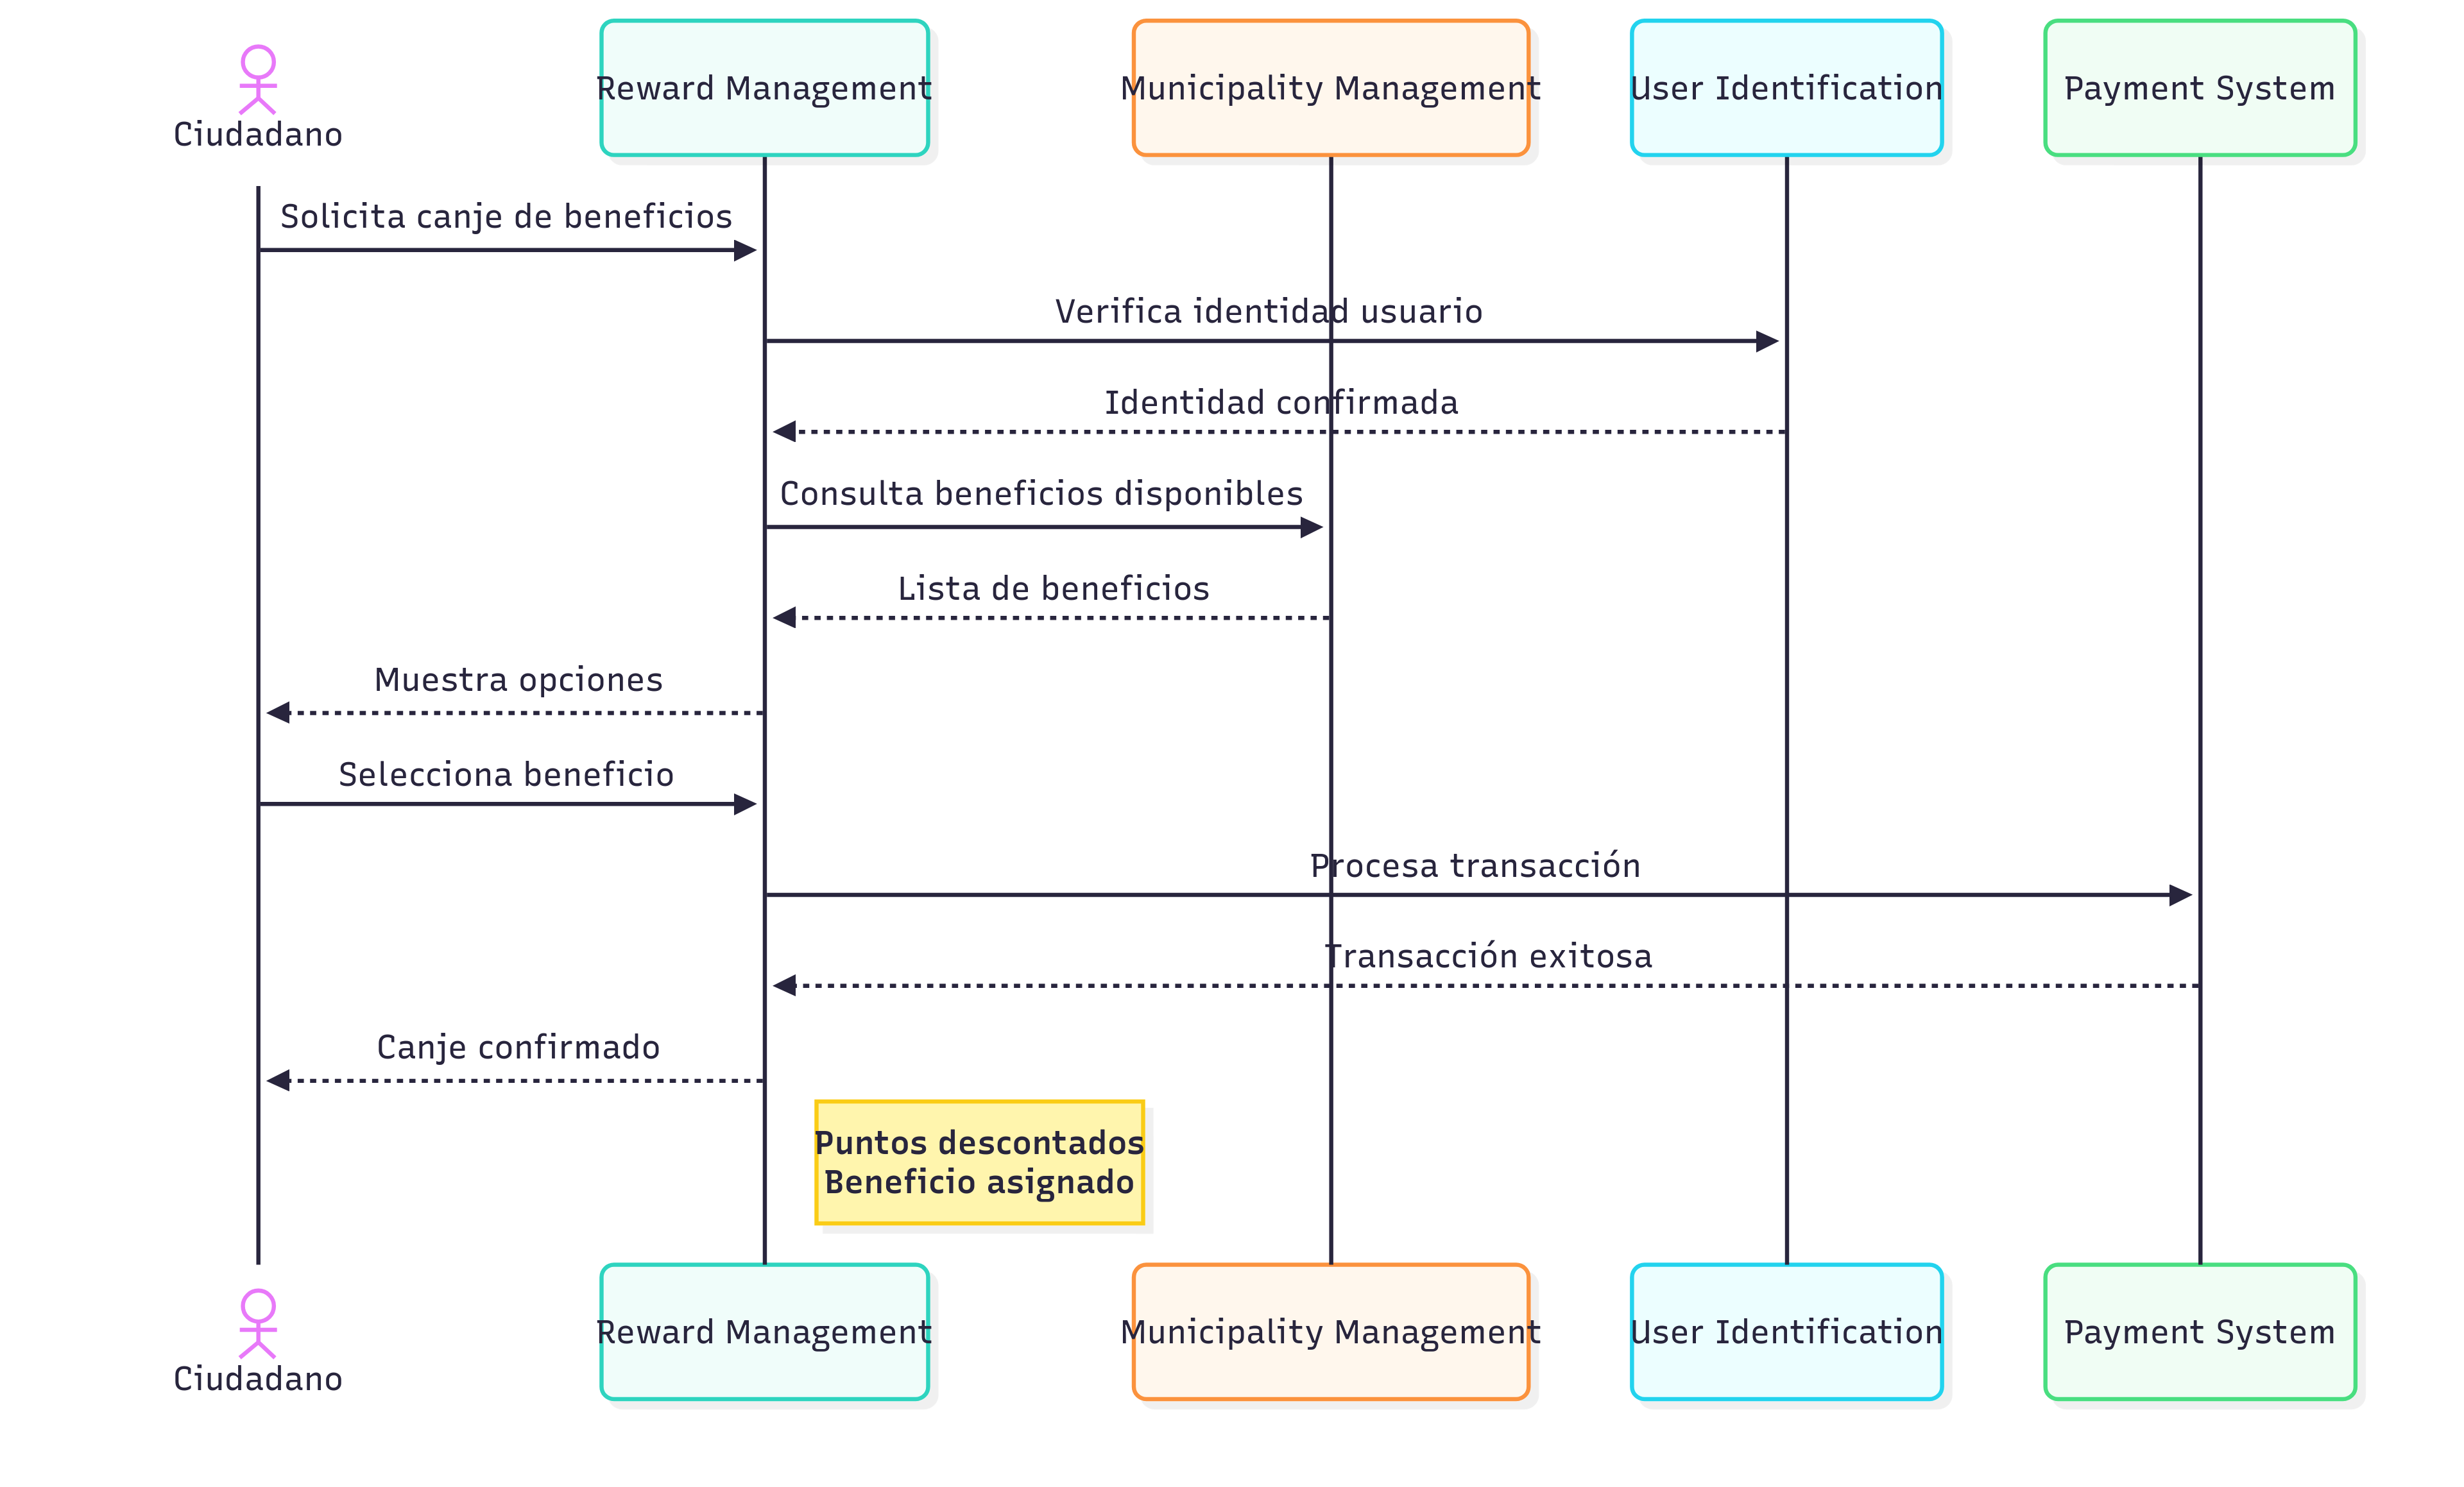 Ciudadano
Reward Management
Municipality Management
User Identification
Payment System
Solicita canje de beneficios
Verifica identidad usuario
Identidad confirmada
Consulta beneficios disponibles
Lista de beneficios
Muestra opciones
Selecciona beneficio
Procesa transacción
Transacción exitosa
Canje confirmado
Puntos descontados
Beneficio asignado
Ciudadano
Reward Management
Municipality Management
User Identification
Payment System